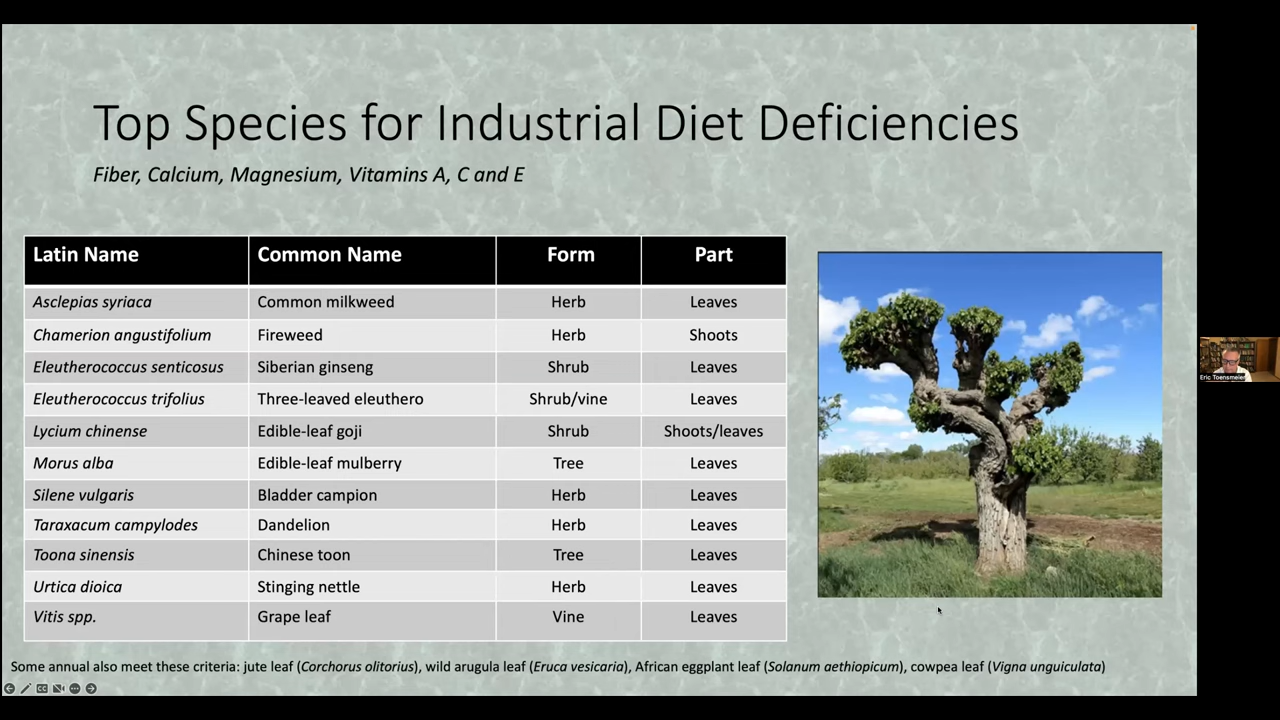 Top Species for Industrial Diet Deficiencies
Fiber, Calcium, Magnesium, Vitamins A, C and E
Latin Name Common Name Form Part
Asclepias syriaca Common milkweed Herb Leaves
Chamerion angustifolium Fireweed Herb Shoots
Eleutherococcus senticosus Siberian ginseng Shrub Leaves
Eleutherococcus trifolius Three-leaved eleuthero Shrub/vine Leaves
Lycium chinense Edible-leaf goji Shrub Shoots/leaves
Morus alba Edible-leaf mulberry Tree Leaves
Silene vulgaris Bladder campion Herb Leaves
Taraxacum campylodes Dandelion Herb Leaves
Toona sinensis Chinese toon Tree Leaves
Urtica dioica Stinging nettle Herb Leaves
Vitis spp. Grape leaf Vine Leaves
Some annual also meet these criteria: jute leaf (Corchorus olitorius), wild arugula leaf (Eruca vesicaria), African eggplant leaf (Solanum aethiopicum), cowpea leaf (Vigna unguiculata)
Eric Toensmeier